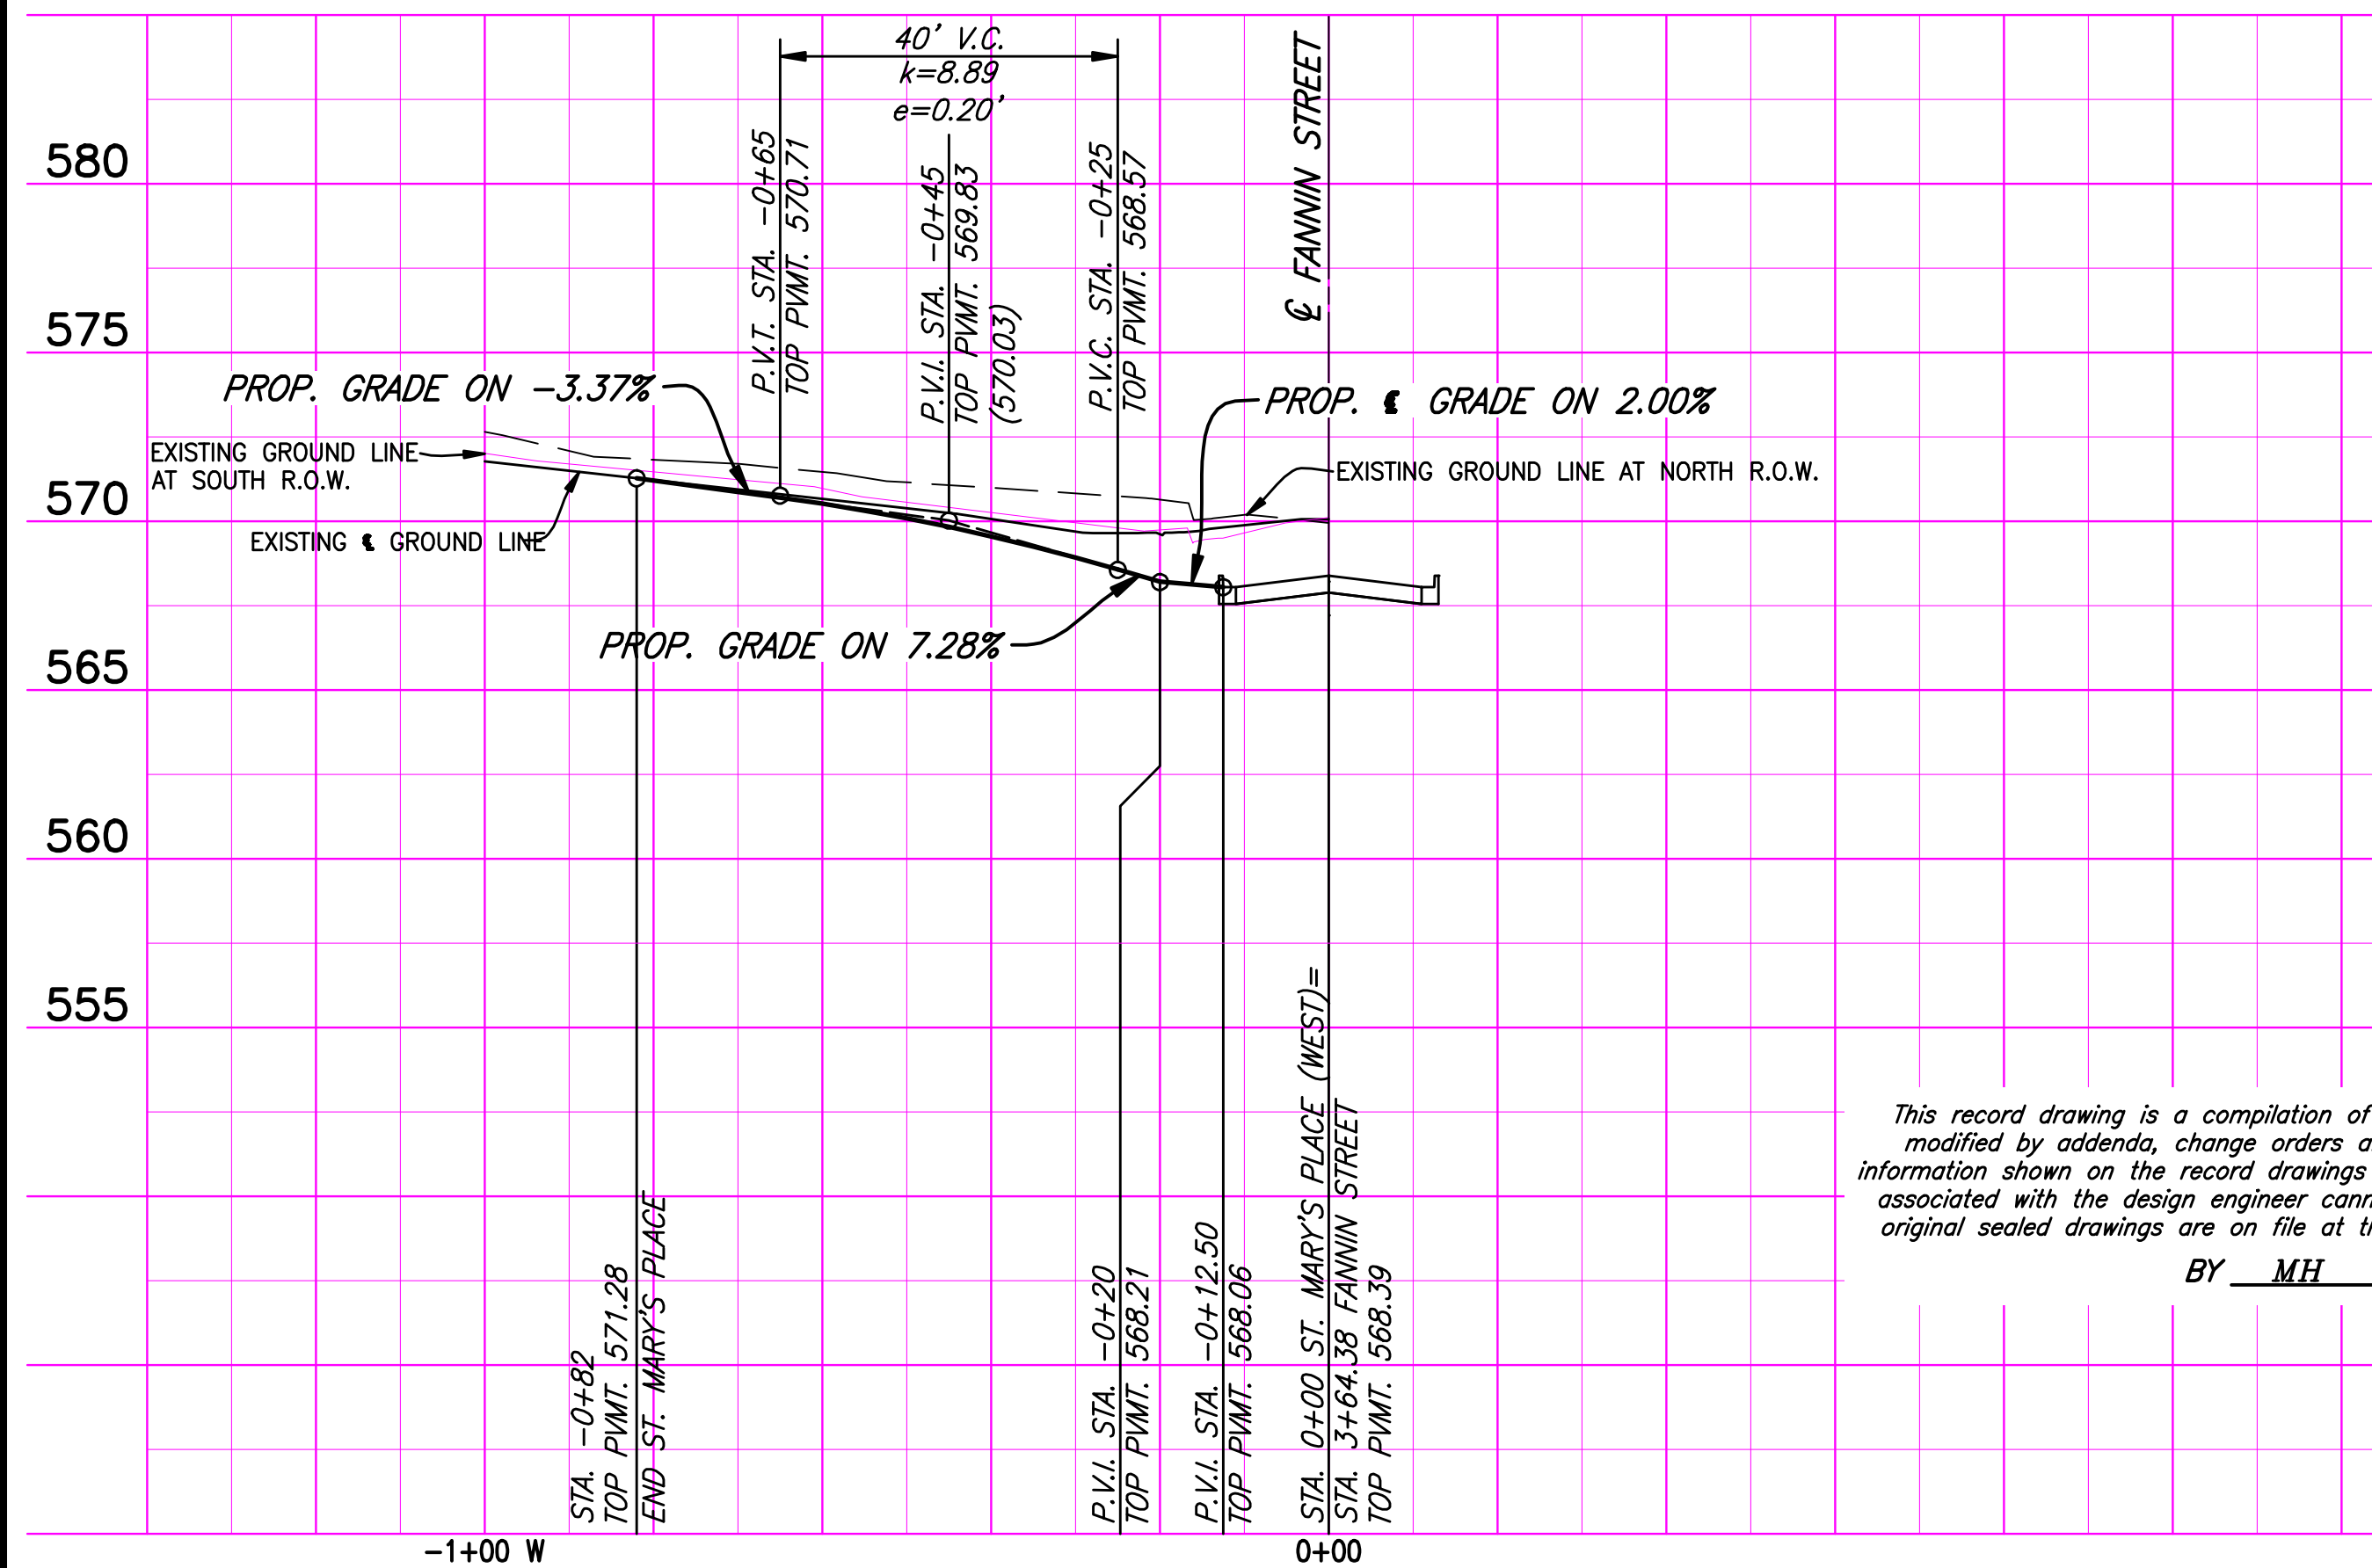 40' V.C.
k=8.89
e=0.20'
P.V.T. STA. -0+65
TOP PVMT. 570.71
P.V.I. STA. -0+45
TOP PVMT. 569.83
(570.03)
P.V.C. STA. -0+25
TOP PVMT. 568.57
℄ FANNIN STREET
580
575
570
565
560
555
PROP. GRADE ON -3.37%
PROP. ℄ GRADE ON 2.00%
EXISTING GROUND LINE
AT SOUTH R.O.W.
EXISTING GROUND LINE AT NORTH R.O.W.
EXISTING ℄ GROUND LINE
PROP. GRADE ON 7.28%
STA. -0+82
TOP PVMT. 571.28
END ST. MARY'S PLACE
P.V.I. STA. -0+20
TOP PVMT. 568.21
P.V.I. STA. -0+12.50
TOP PVMT. 568.06
STA. 0+00 ST. MARY'S PLACE (WEST)=
STA. 3+64.38 FANNIN STREET
TOP PVMT. 568.39
This record drawing is a compilation of
modified by addenda, change orders a
information shown on the record drawings
associated with the design engineer cann
original sealed drawings are on file at th
BY MH
-1+00 W
0+00